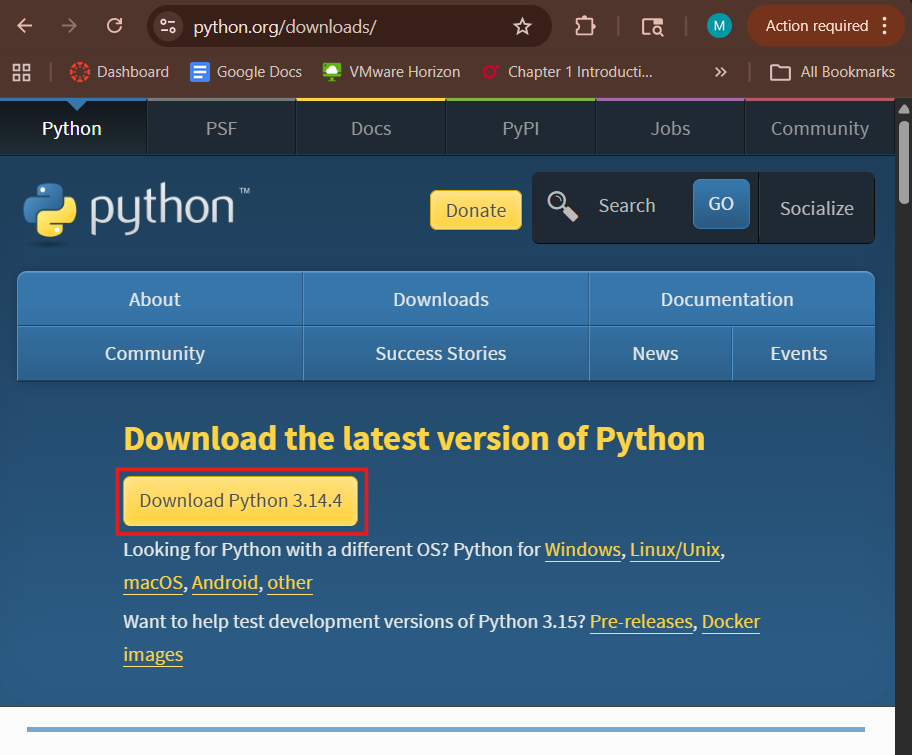 python.org/downloads/
M
Action required
Dashboard
Google Docs
VMware Horizon
Chapter 1 Introducti...
»
All Bookmarks
Python
PSF
Docs
PyPI
Jobs
Community
python™
Donate
Search
GO
Socialize
About
Downloads
Documentation
Community
Success Stories
News
Events
Download the latest version of Python
Download Python 3.14.4
Looking for Python with a different OS? Python for Windows, Linux/Unix,
macOS, Android, other
Want to help test development versions of Python 3.15? Pre-releases, Docker
images